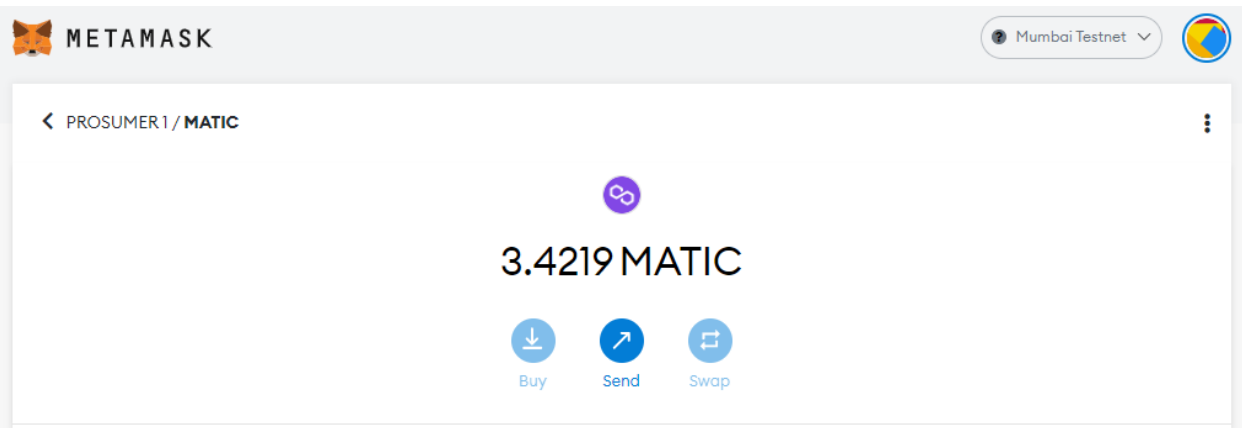 METAMASK
Mumbai Testnet
PROSUMER 1 / MATIC
3.4219 MATIC
Buy Send Swap